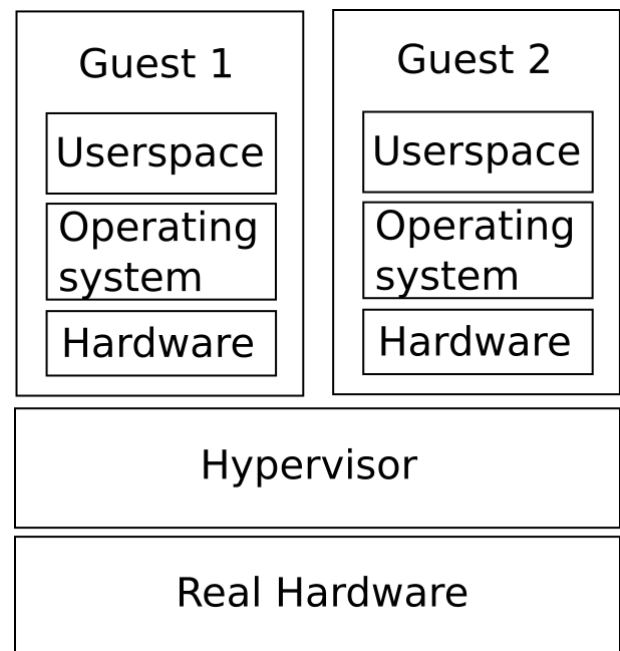 Guest 1
Userspace
Operating
system
Hardware
Guest 2
Userspace
Operating
system
Hardware
Hypervisor
Real Hardware